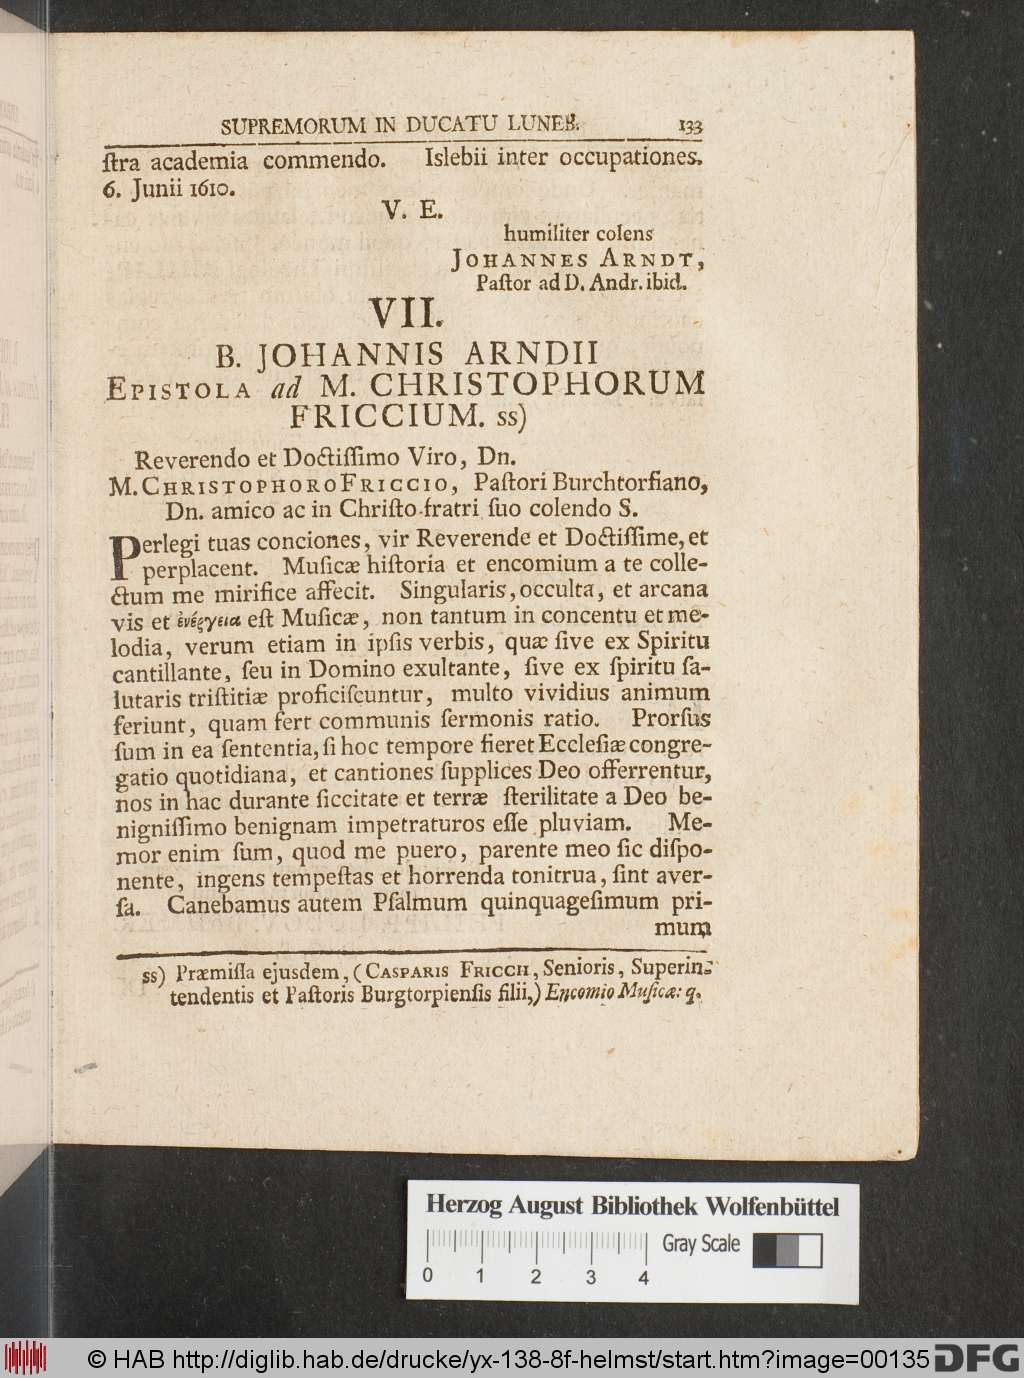 SUPREMORUM IN DUCATU LUNEB. 133
ſtra academia commendo. Islebii inter occupationes.
6. Junii 1610.
V. E.
humiliter colens
JOHANNES ARNDT,
Paſtor ad D. Andr. ibid.
VII.
B. JOHANNIS ARNDII
EPISTOLA ad M. CHRISTOPHORUM
FRICCIUM. ss)
Reverendo et Doctiſſimo Viro, Dn.
M. CHRISTOPHORO FRICCIO, Paſtori Burchtorfiano,
Dn. amico ac in Chriſto fratri ſuo colendo S.
Perlegi tuas conciones, vir Reverende et Doctiſſime, et
perplacent. Muſicæ hiſtoria et encomium a te colle-
ctum me mirifice affecit. Singularis, occulta, et arcana
vis et ἐνέργεια eſt Muſicæ, non tantum in concentu et me-
lodia, verum etiam in ipſis verbis, quæ ſive ex Spiritu
cantillante, ſeu in Domino exultante, ſive ex ſpiritu ſa-
lutaris triſtitiæ proficiſcuntur, multo vividius animum
feriunt, quam fert communis ſermonis ratio. Prorſus
ſum in ea ſententia, ſi hoc tempore fieret Eccleſiæ congre-
gatio quotidiana, et cantiones ſupplices Deo offerrentur,
nos in hac durante ſiccitate et terræ ſterilitate a Deo be-
nigniſſimo benignam impetraturos eſſe pluviam. Me-
mor enim ſum, quod me puero, parente meo ſic diſpo-
nente, ingens tempeſtas et horrenda tonitrua, ſint aver-
ſa. Canebamus autem Pſalmum quinquageſimum pri-
mum
ss) Præmiſſa ejusdem, (CASPARIS FRICCII, Senioris, Superin-
tendentis et Paſtoris Burgtorpienſis filii,) Encomio Muſicæ: q.
Herzog August Bibliothek Wolfenbüttel
Gray Scale
0 1 2 3 4
© HAB http://diglib.hab.de/drucke/yx-138-8f-helmst/start.htm?image=00135 DFG